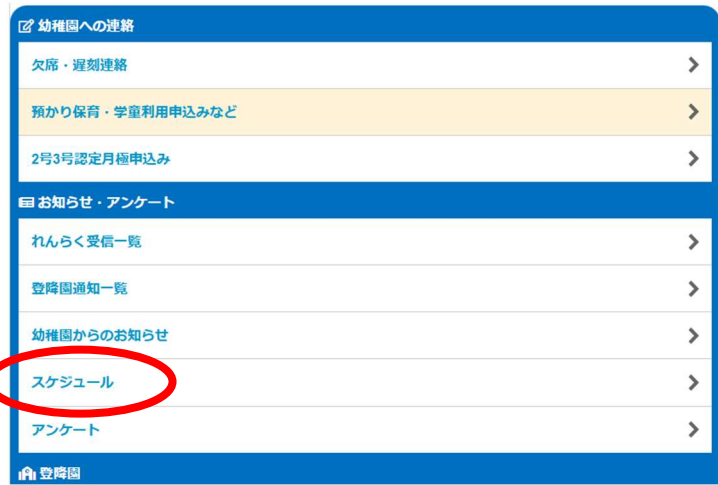 幼稚園への連絡
欠席・遅刻連絡
預かり保育・学童利用申込みなど
2号3号認定月極申込み
お知らせ・アンケート
れんらく受信一覧
登降園通知一覧
幼稚園からのお知らせ
スケジュール
アンケート
登降園